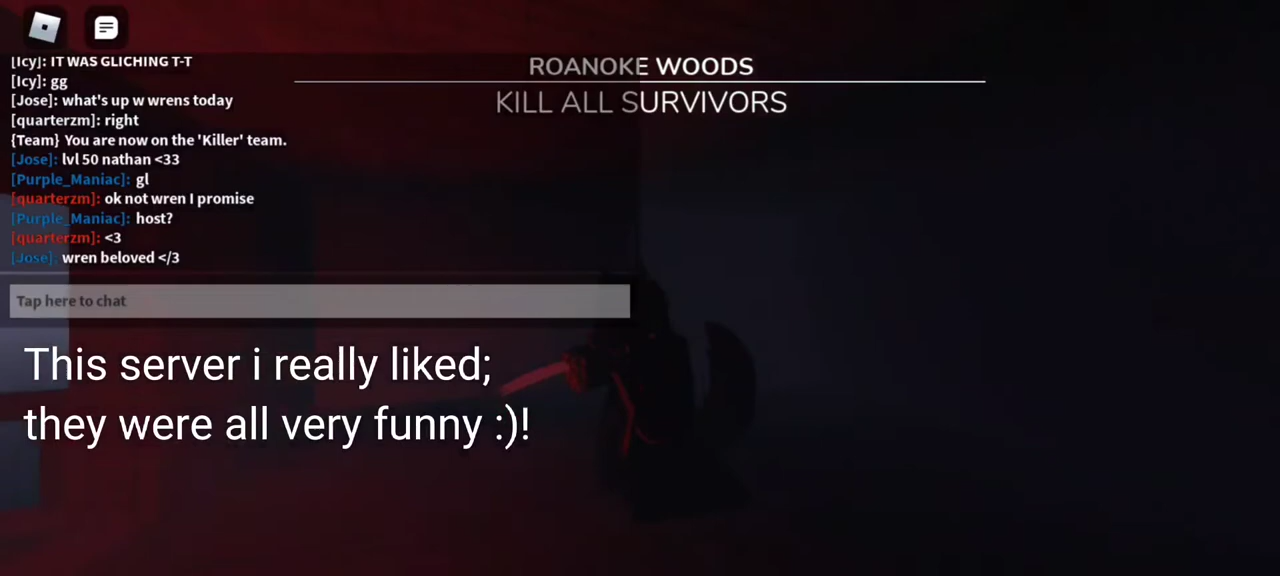 [Icy]: IT WAS GLICHING T-T
[Icy]: gg
[Jose]: what's up w wrens today
[quarterzm]: right
{Team} You are now on the 'Killer' team.
[Jose]: lvl 50 nathan <33
[Purple_Maniac]: gl
[quarterzm]: ok not wren I promise
[Purple_Maniac]: host?
[quarterzm]: <3
[Jose]: wren beloved </3
Tap here to chat
ROANOKE WOODS
KILL ALL SURVIVORS
This server i really liked;
they were all very funny :)!